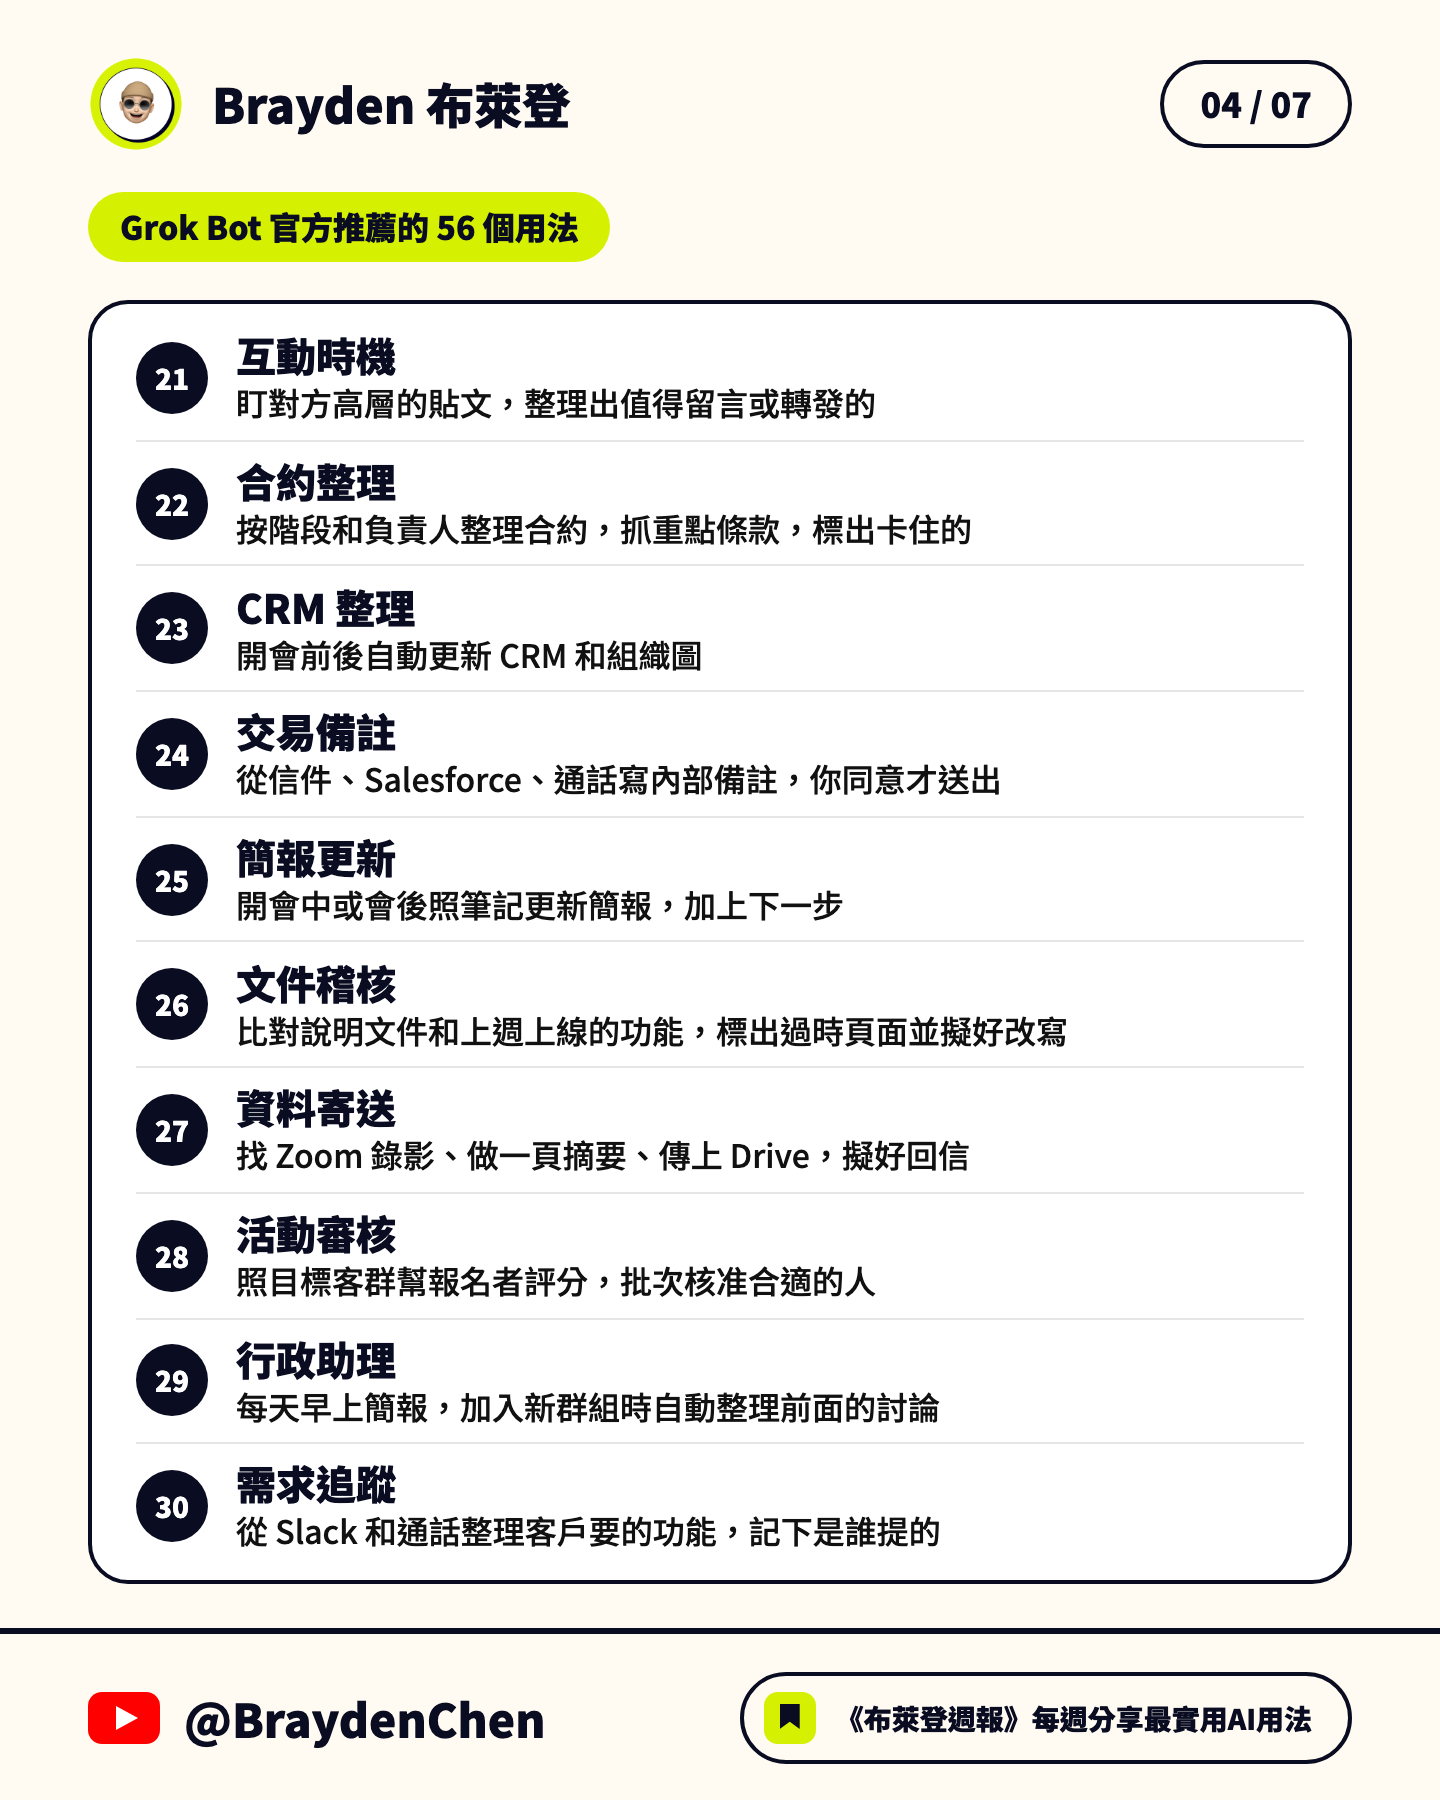 Brayden 布萊登
04 / 07
Grok Bot 官方推薦的 56 個用法
21
互動時機
盯對方高層的貼文，整理出值得留言或轉發的
22
合約整理
按階段和負責人整理合約，抓重點條款，標出卡住的
23
CRM 整理
開會前後自動更新 CRM 和組織圖
24
交易備註
從信件、Salesforce、通話寫內部備註，你同意才送出
25
簡報更新
開會中或會後照筆記更新簡報，加上下一步
26
文件稽核
比對說明文件和上週上線的功能，標出過時頁面並擬好改寫
27
資料寄送
找 Zoom 錄影、做一頁摘要、傳上 Drive，擬好回信
28
活動審核
照目標客群幫報名者評分，批次核准合適的人
29
行政助理
每天早上簡報，加入新群組時自動整理前面的討論
30
需求追蹤
從 Slack 和通話整理客戶要的功能，記下是誰提的
@BraydenChen
《布萊登週報》每週分享最實用AI用法